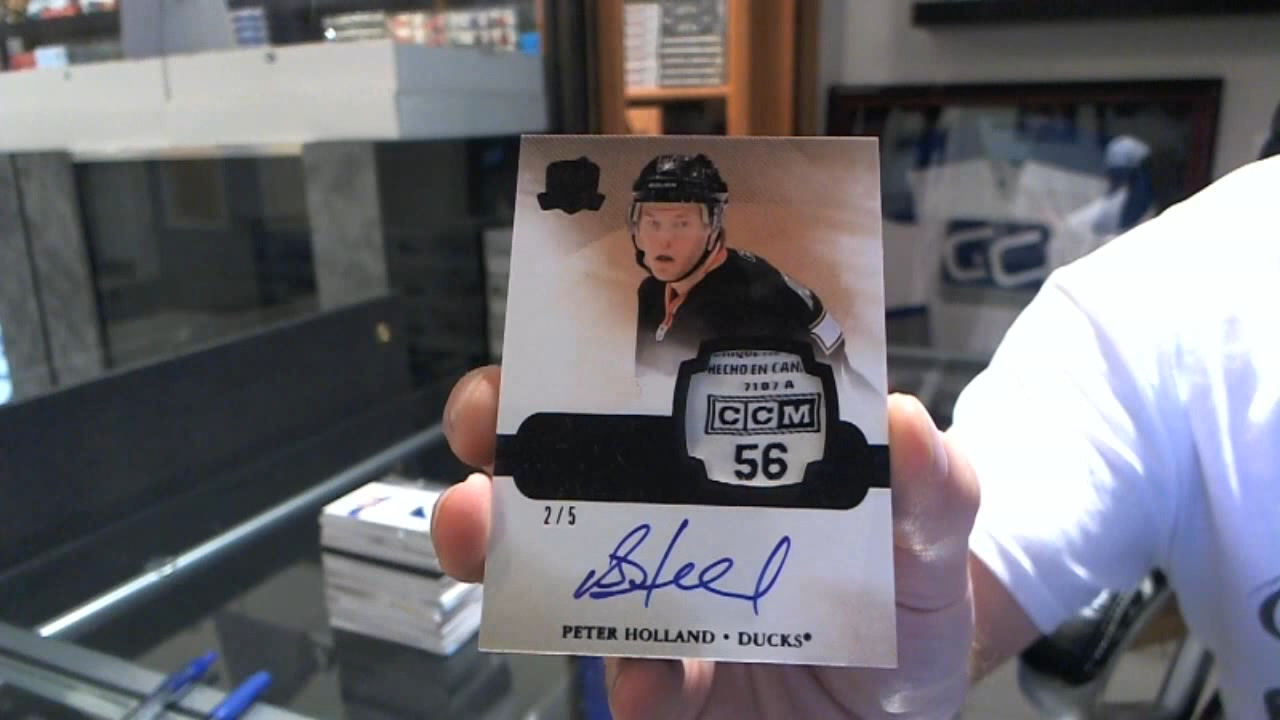 HECHO EN CAN
7187 A
CCM
56
2/5
PETER HOLLAND • DUCKS®